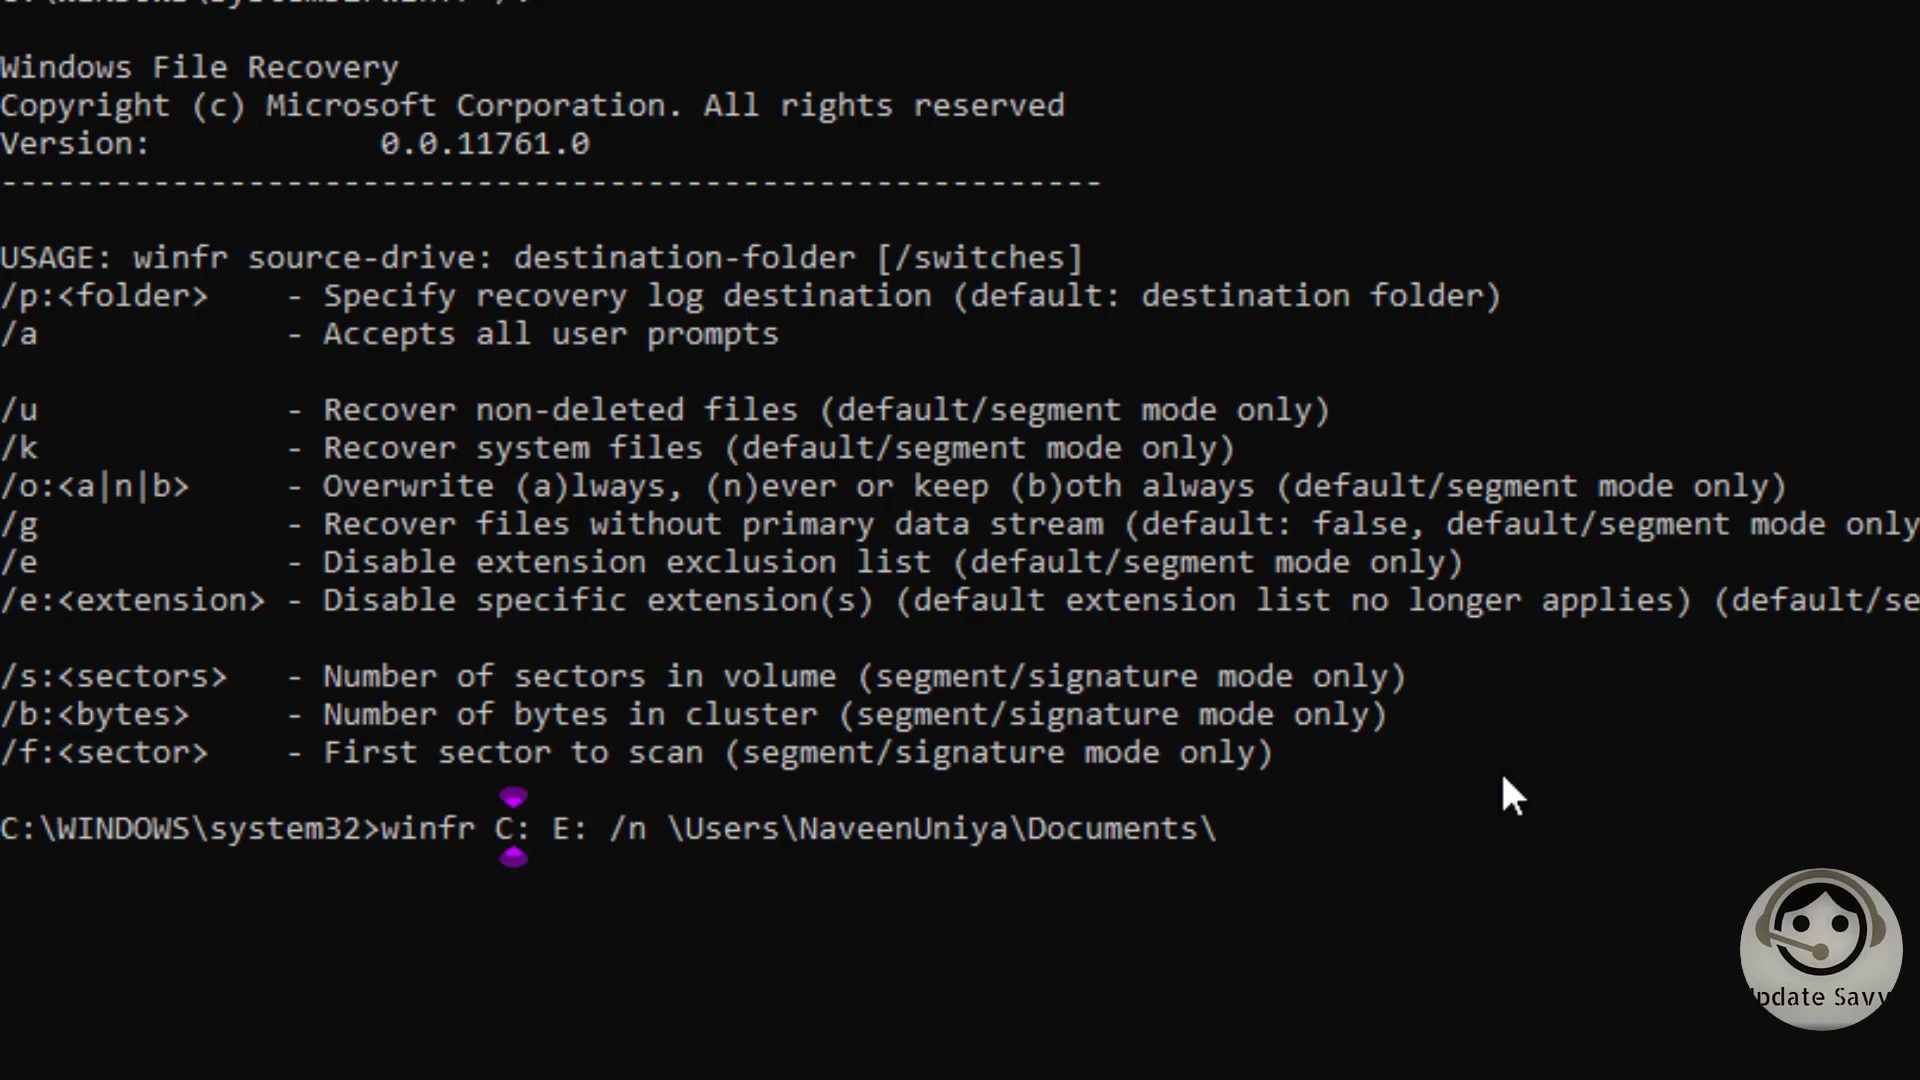 Windows File Recovery
Copyright (c) Microsoft Corporation. All rights reserved
Version:            0.0.11761.0
----------------------------------------------------------
USAGE: winfr source-drive: destination-folder [/switches]
/p:<folder>    - Specify recovery log destination (default: destination folder)
/a             - Accepts all user prompts
/u             - Recover non-deleted files (default/segment mode only)
/k             - Recover system files (default/segment mode only)
/o:<a|n|b>     - Overwrite (a)lways, (n)ever or keep (b)oth always (default/segment mode only)
/g             - Recover files without primary data stream (default: false, default/segment mode only
/e             - Disable extension exclusion list (default/segment mode only)
/e:<extension> - Disable specific extension(s) (default extension list no longer applies) (default/se
/s:<sectors>   - Number of sectors in volume (segment/signature mode only)
/b:<bytes>     - Number of bytes in cluster (segment/signature mode only)
/f:<sector>    - First sector to scan (segment/signature mode only)
C:\WINDOWS\system32>winfr C: E: /n \Users\NaveenUniya\Documents\
pdate Savv